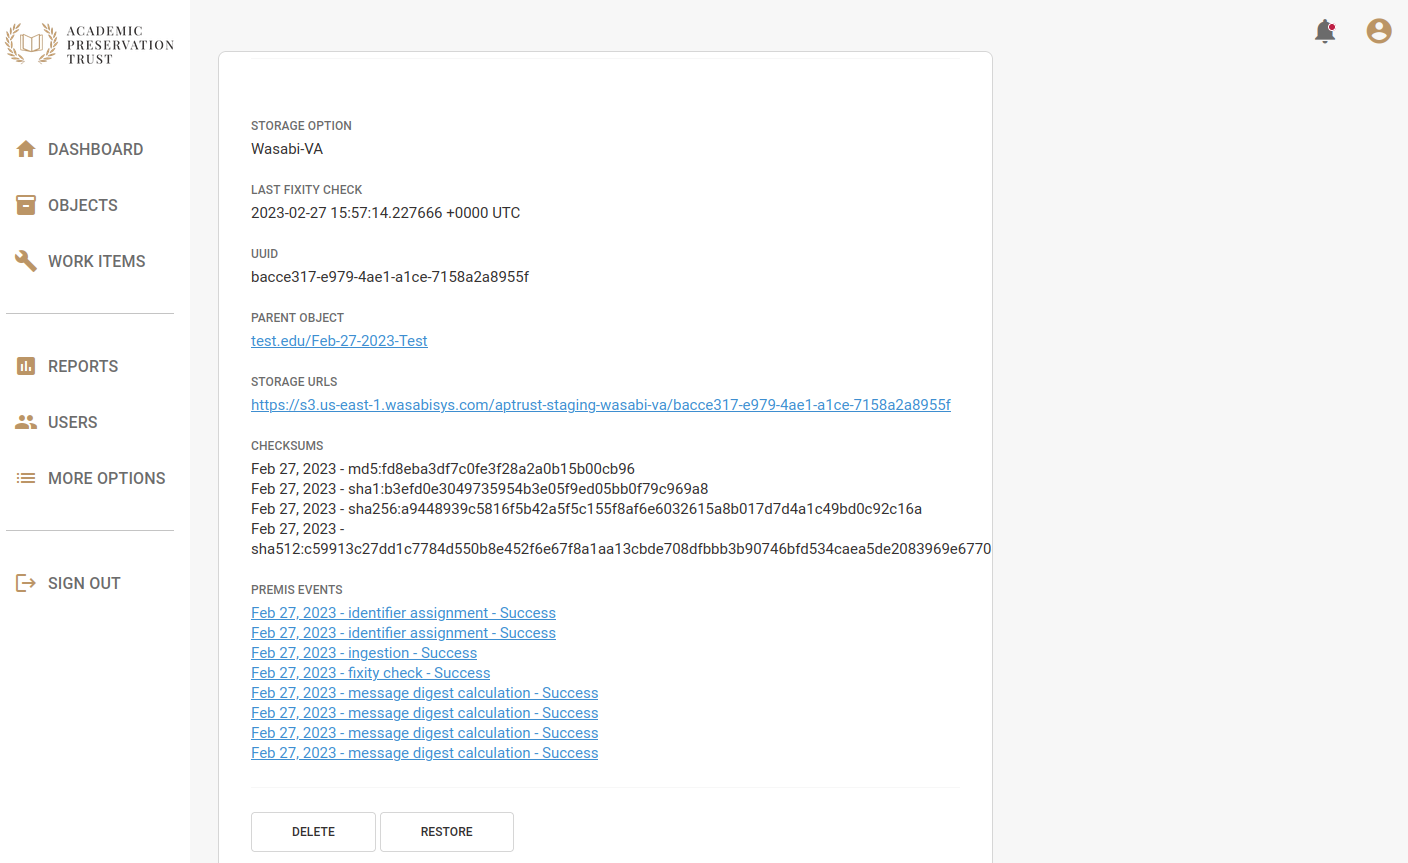 ACADEMIC
PRESERVATION
TRUST
DASHBOARD
OBJECTS
WORK ITEMS
REPORTS
USERS
MORE OPTIONS
SIGN OUT
STORAGE OPTION
Wasabi-VA
LAST FIXITY CHECK
2023-02-27 15:57:14.227666 +0000 UTC
UUID
bacce317-e979-4ae1-a1ce-7158a2a8955f
PARENT OBJECT
test.edu/Feb-27-2023-Test
STORAGE URLS
https://s3.us-east-1.wasabisys.com/aptrust-staging-wasabi-va/bacce317-e979-4ae1-a1ce-7158a2a8955f
CHECKSUMS
Feb 27, 2023 - md5:fd8eba3df7c0fe3f28a2a0b15b00cb96
Feb 27, 2023 - sha1:b3efd0e3049735954b3e05f9ed05bb0f79c969a8
Feb 27, 2023 - sha256:a9448939c5816f5b42a5f5c155f8af6e6032615a8b017d7d4a1c49bd0c92c16a
Feb 27, 2023 -
sha512:c59913c27dd1c7784d550b8e452f6e67f8a1aa13cbde708dfbbb3b90746bfd534caea5de2083969e6770
PREMIS EVENTS
Feb 27, 2023 - identifier assignment - Success
Feb 27, 2023 - identifier assignment - Success
Feb 27, 2023 - ingestion - Success
Feb 27, 2023 - fixity check - Success
Feb 27, 2023 - message digest calculation - Success
Feb 27, 2023 - message digest calculation - Success
Feb 27, 2023 - message digest calculation - Success
Feb 27, 2023 - message digest calculation - Success
DELETE
RESTORE